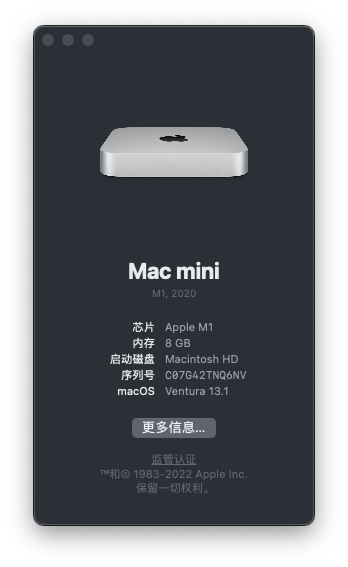 Mac mini
M1, 2020
芯片 Apple M1
内存 8 GB
启动磁盘 Macintosh HD
序列号 C07G42TNQ6NV
macOS Ventura 13.1
更多信息...
监管认证
™和© 1983-2022 Apple Inc.
保留一切权利。